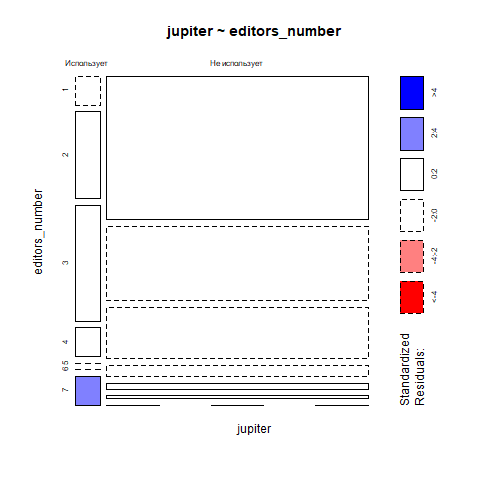 jupiter ~ editors_number
Использует
Не использует
1
2
3
4
5
6
7
editors_number
jupiter
>4
2:4
0:2
-2:0
-4:-2
<-4
Standardized
Residuals: